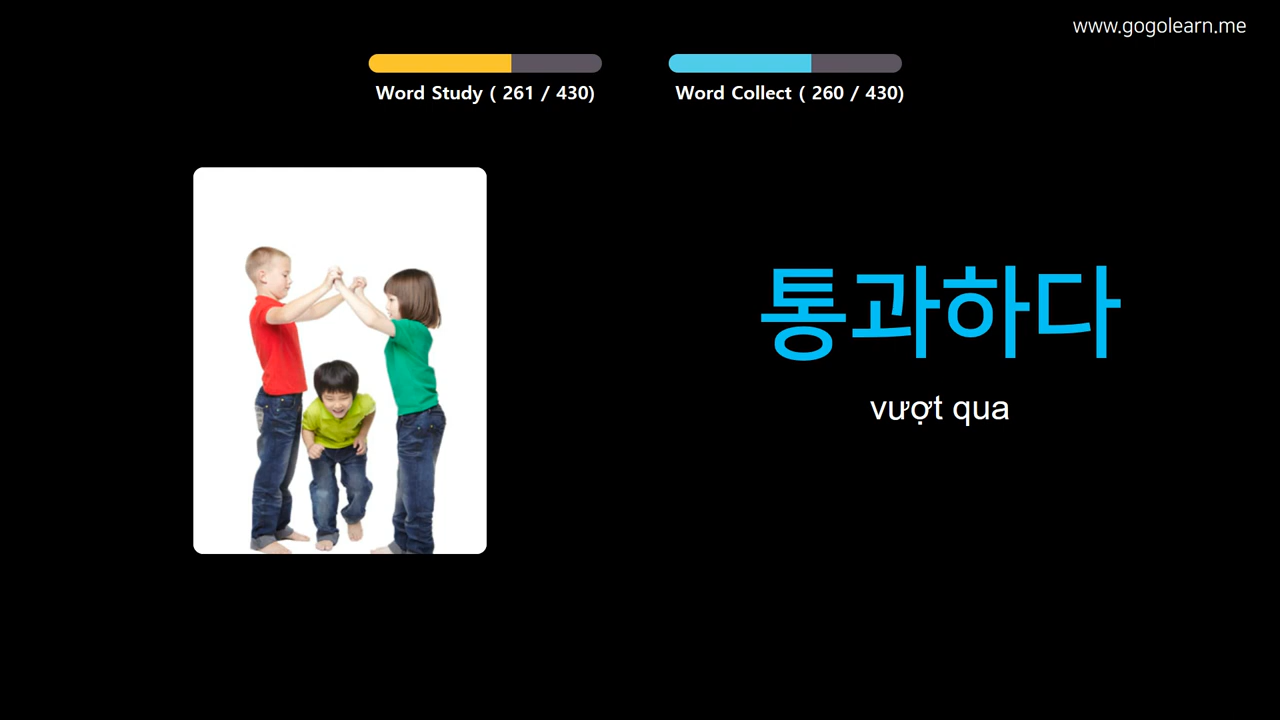 www.gogolearn.me
Word Study ( 261 / 430)
Word Collect ( 260 / 430)
통과하다
vượt qua